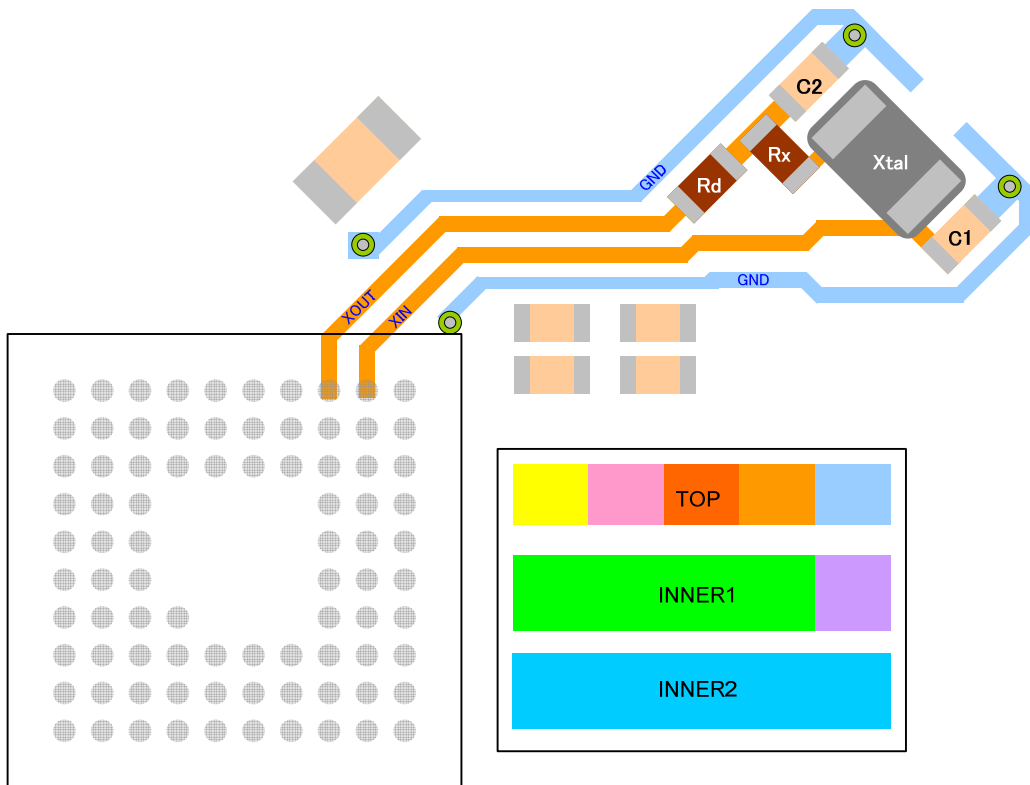 C2
Rx
Xtal
Rd
GND
C1
XOUT
XIN
GND
TOP
INNER1
INNER2